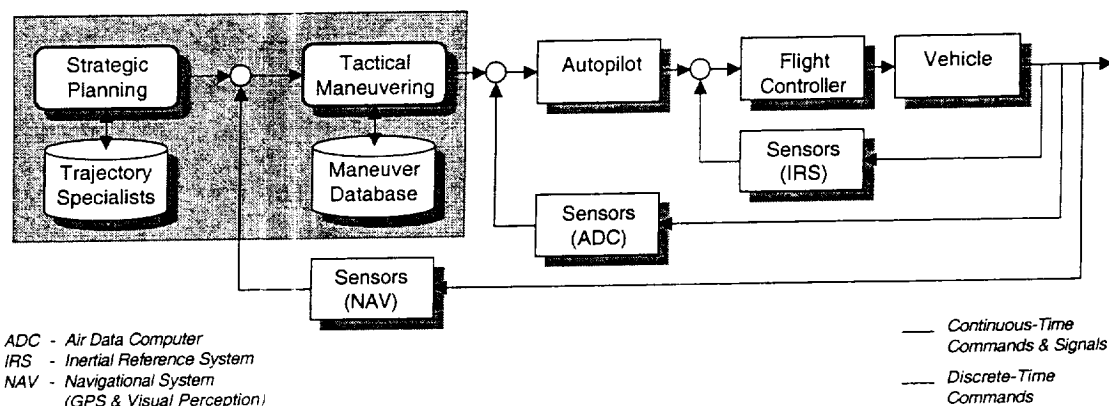 Strategic
Planning
Tactical
Maneuvering
Autopilot
Flight
Controller
Vehicle
Trajectory
Specialists
Maneuver
Database
Sensors
(IRS)
Sensors
(ADC)
Sensors
(NAV)
ADC - Air Data Computer
IRS - Inertial Reference System
NAV - Navigational System
(GPS & Visual Perception)
Continuous-Time
Commands & Signals
Discrete-Time
Commands